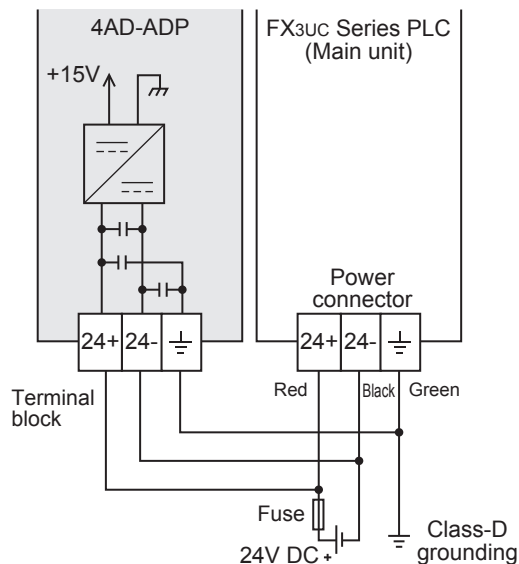 4AD-ADP
FX3UC Series PLC
(Main unit)
+15V
Power
connector
24+ 24-
24+ 24-
Terminal
block
Red
Black
Green
Fuse
24V DC +
Class-D
grounding